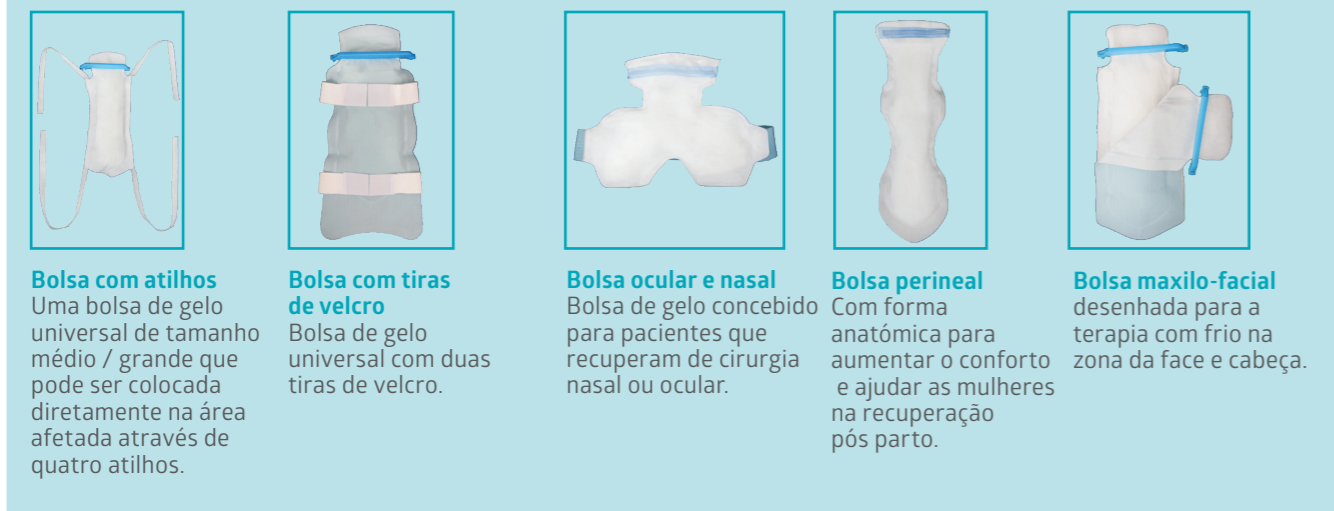 Bolsa com atilhos
Uma bolsa de gelo
universal de tamanho
médio / grande que
pode ser colocada
diretamente na área
afetada através de
quatro atilhos.
Bolsa com tiras
de velcro
Bolsa de gelo
universal com duas
tiras de velcro.
Bolsa ocular e nasal
Bolsa de gelo concebido
para pacientes que
recuperam de cirurgia
nasal ou ocular.
Bolsa perineal
Com forma
anatómica para
aumentar o conforto
e ajudar as mulheres
na recuperação
pós parto.
Bolsa maxilo-facial
desenhada para a
terapia com frio na
zona da face e cabeça.